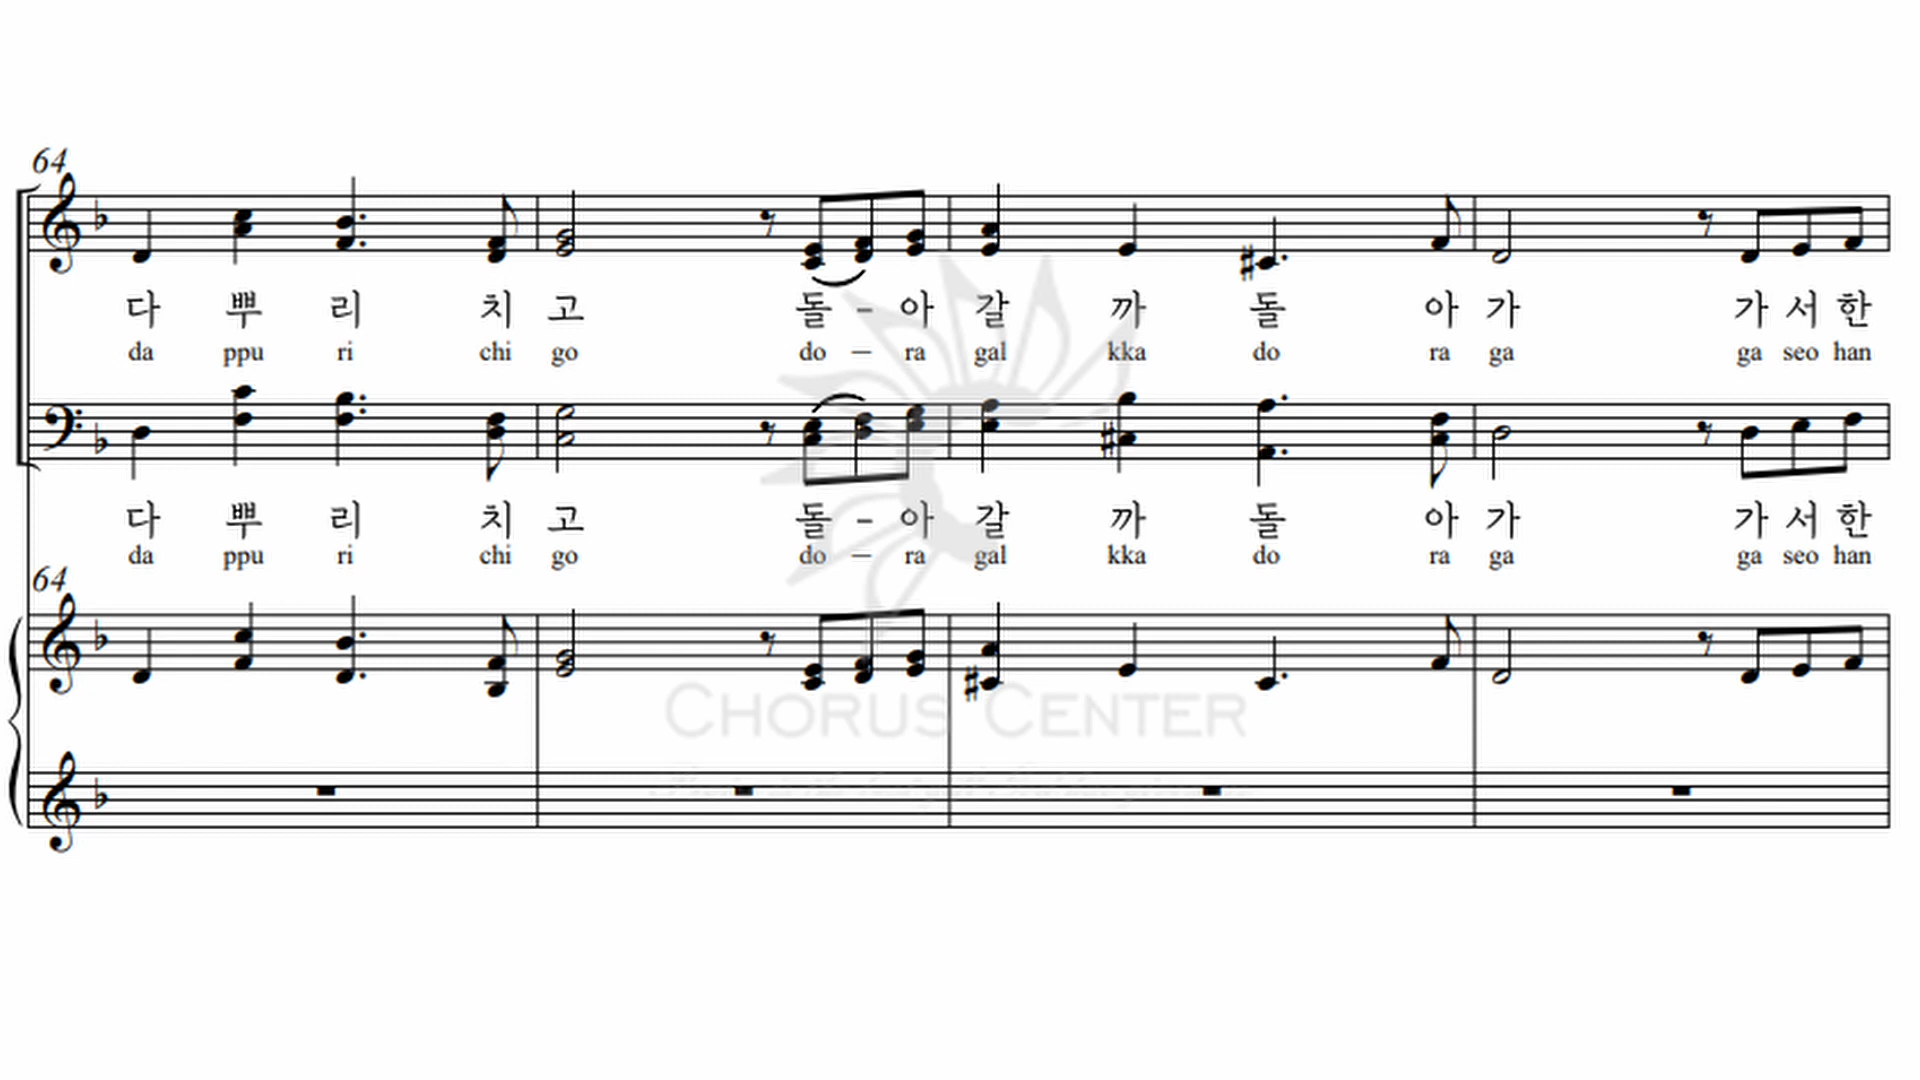 64
다 뿌 리 치 고 돌 - 아 갈 까 돌 아 가 가 서 한
da ppu ri chi go do — ra gal kka do ra ga ga seo han
다 뿌 리 치 고 돌 - 아 갈 까 돌 아 가 가 서 한
da ppu ri chi go do — ra gal kka do ra ga ga seo han
64
CHORUS CENTER